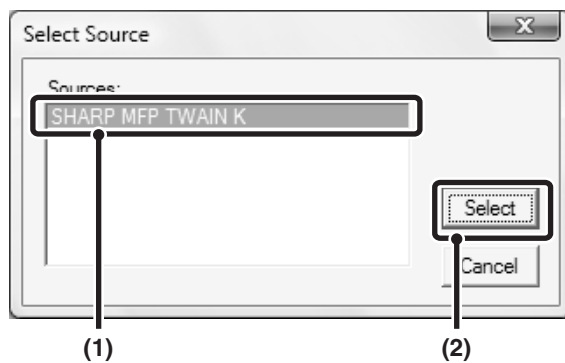 Select Source
Sources:
SHARP MFP TWAIN K
Select
Cancel
(1)
(2)